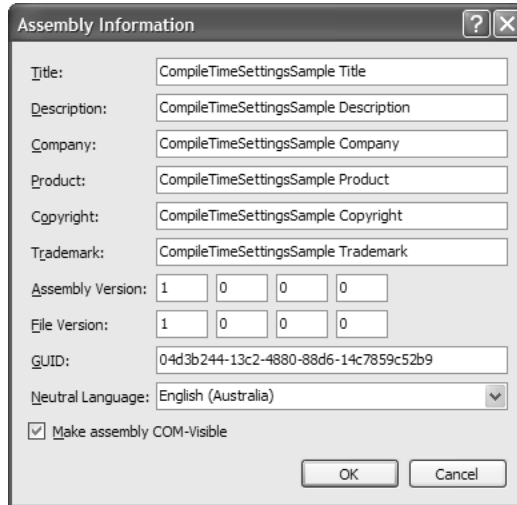 Assembly Information
Title: CompileTimeSettingsSample Title
Description: CompileTimeSettingsSample Description
Company: CompileTimeSettingsSample Company
Product: CompileTimeSettingsSample Product
Copyright: CompileTimeSettingsSample Copyright
Trademark: CompileTimeSettingsSample Trademark
Assembly Version: 1 0 0 0
File Version: 1 0 0 0
GUID: 04d3b244-13c2-4880-88d6-14c7859c52b9
Neutral Language: English (Australia)
Make assembly COM-Visible
OK Cancel